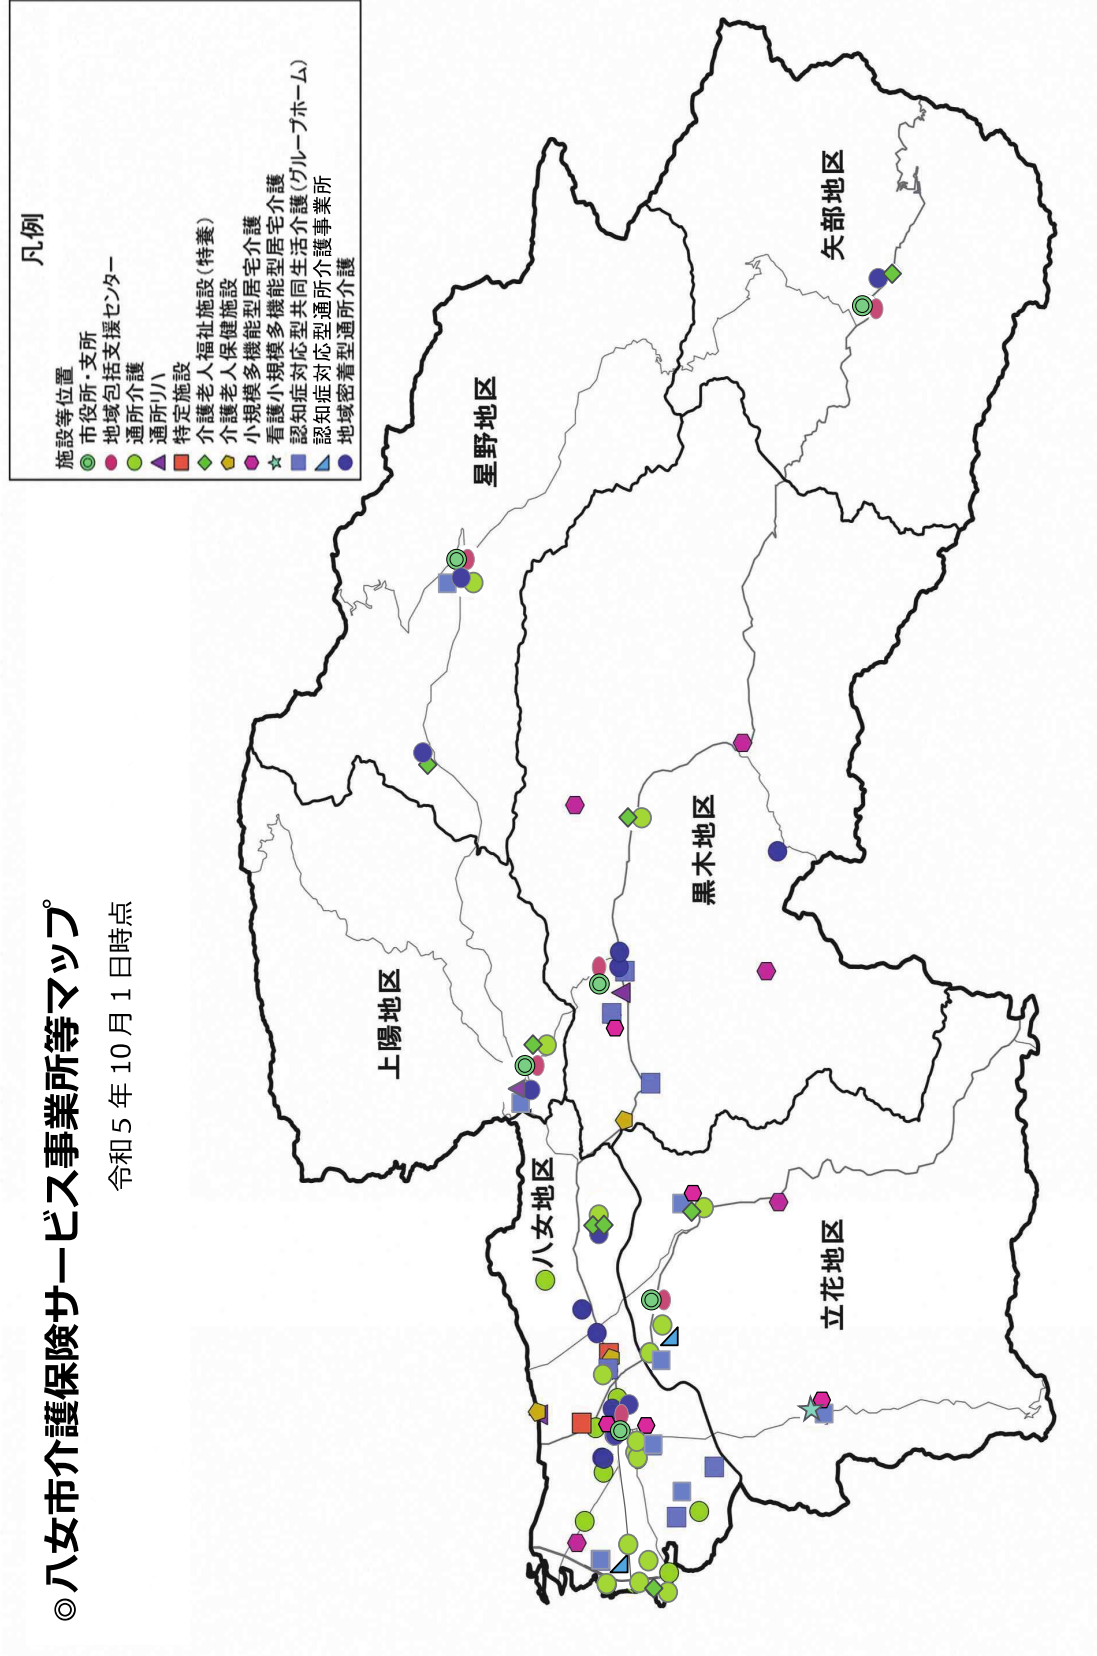 ◎八女市介護保険サービス事業所等マップ
令和５年10月１日時点
凡例
施設等位置
市役所・支所
地域包括支援センター
通所介護
通所リハ
特定施設
介護老人福祉施設(特養)
介護老人保健施設
小規模多機能型居宅介護
看護小規模多機能型居宅介護
認知症対応型共同生活介護(グループホーム)
認知症対応型通所介護事業所
地域密着型通所介護
上陽地区
星野地区
矢部地区
八女地区
黒木地区
立花地区